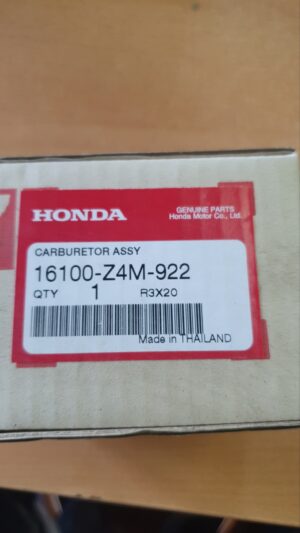 HONDA
GENUINE PARTS
Honda Motor Co., Ltd.
CARBURETOR ASSY
16100-Z4M-922
QTY 1 R3X20
Made in THAILAND